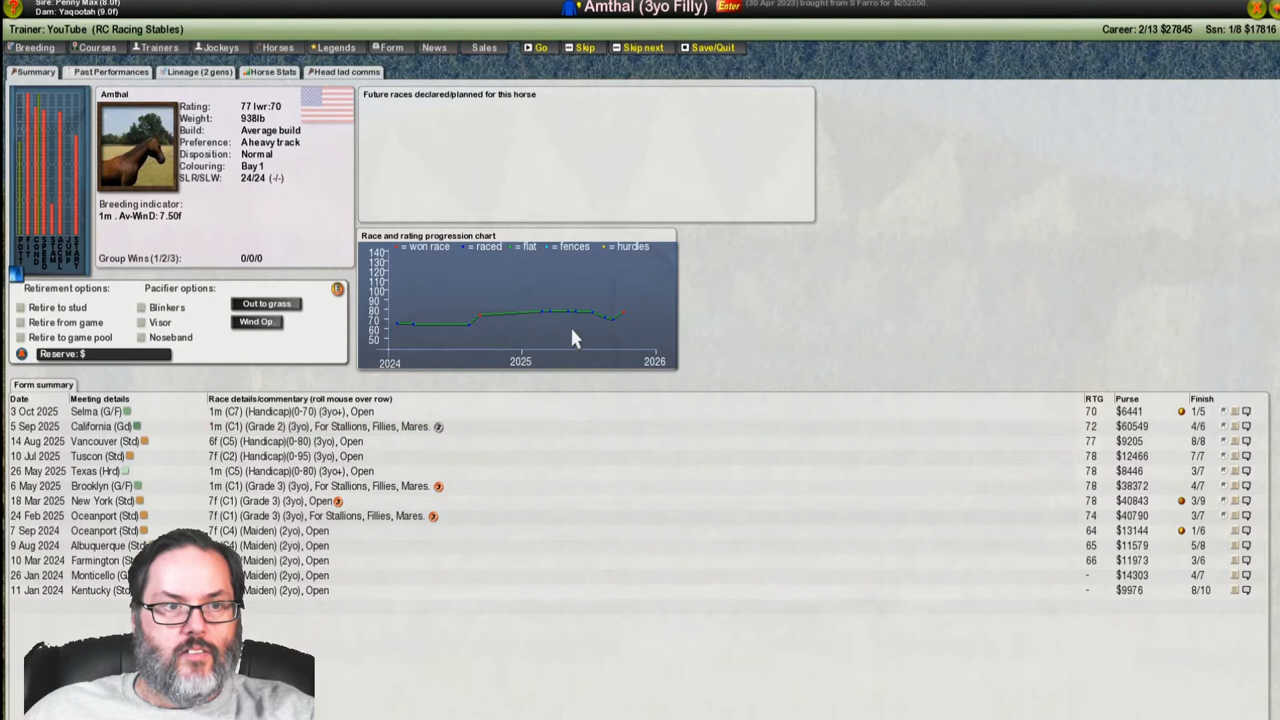 Sire: Penny Max (8.0f)
Dam: Yaqootah (9.0f)
Amthal (3yo Filly) Enter (30 Apr 2023) bought from S Farro for $252550.
Trainer: YouTube (RC Racing Stables) Career: 2/13 $27845 Ssn: 1/8 $17816
Breeding Courses Trainers Jockeys Horses Legends Form News Sales Go Skip Skip next Save/Quit
Summary Past Performances Lineage (2 gens) Horse Stats Head lad comms
Amthal
Rating: 77 lwr:70
Weight: 938lb
Build: Average build
Preference: A heavy track
Disposition: Normal
Colouring: Bay 1
SLR/SLW: 24/24 (-/-)
Breeding indicator:
1m . Av-WinD: 7.50f
Group Wins (1/2/3): 0/0/0
Future races declared/planned for this horse
Race and rating progression chart
= won race = raced = flat = fences = hurdles
140
130
120
110
100
90
80
70
60
50
2024 2025 2026
Retirement options: Pacifier options:
Retire to stud Blinkers Out to grass
Retire from game Visor Wind Op.
Retire to game pool Noseband
Reserve: $
Form summary
Date Meeting details Race details/commentary (roll mouse over row) RTG Purse Finish
3 Oct 2025 Selma (G/F) 1m (C7) (Handicap)(0-70) (3yo+), Open 70 $6441 1/5
5 Sep 2025 California (Gd) 1m (C1) (Grade 2) (3yo), For Stallions, Fillies, Mares. 72 $60549 4/6
14 Aug 2025 Vancouver (Std) 6f (C5) (Handicap)(0-80) (3yo), Open 77 $9205 8/8
10 Jul 2025 Tuscon (Std) 7f (C2) (Handicap)(0-95) (3yo), Open 78 $12466 7/7
26 May 2025 Texas (Hrd) 1m (C5) (Handicap)(0-80) (3yo+), Open 78 $8446 3/7
6 May 2025 Brooklyn (G/F) 1m (C1) (Grade 3) (3yo), For Stallions, Fillies, Mares. 78 $38372 4/7
18 Mar 2025 New York (Std) 7f (C1) (Grade 3) (3yo), Open 78 $40843 3/9
24 Feb 2025 Oceanport (Std) 7f (C1) (Grade 3) (3yo), For Stallions, Fillies, Mares. 74 $40790 3/7
7 Sep 2024 Oceanport (Std) 7f (C4) (Maiden) (2yo), Open 64 $13144 1/6
9 Aug 2024 Albuquerque (Std (Maiden) (2yo), Open 65 $11579 5/8
10 Mar 2024 Farmington (St (Maiden) (2yo), Open 66 $11973 3/6
26 Jan 2024 Monticello (G (Maiden) (2yo), Open - $14303 4/7
11 Jan 2024 Kentucky (Std (Maiden) (2yo), Open - $9976 8/10